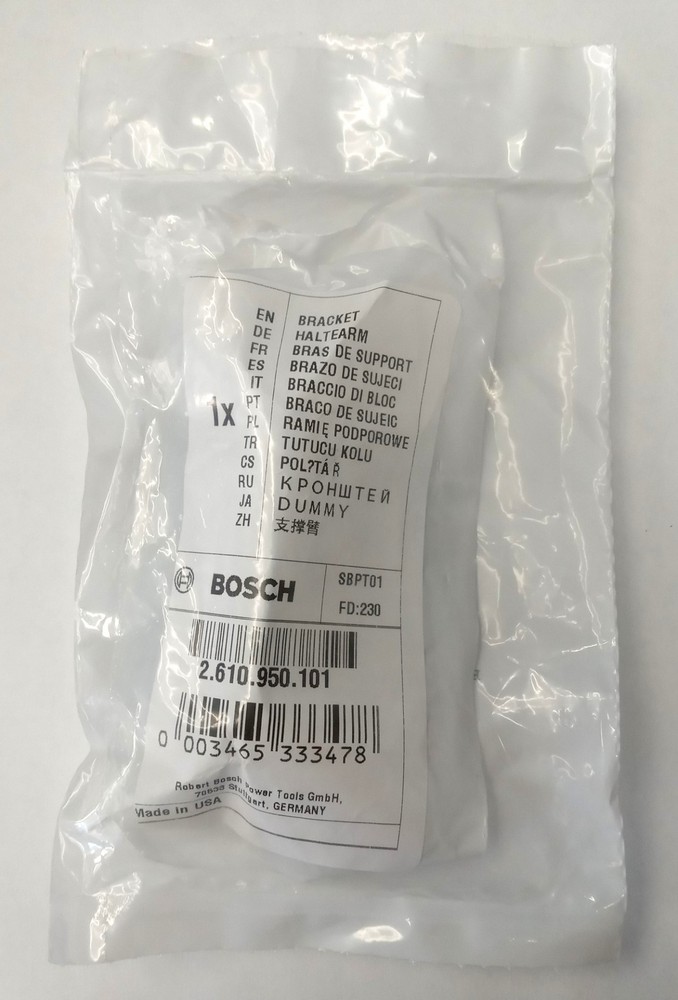 1x
EN BRACKET
DE HALTEARM
FR BRAS DE SUPPORT
ES BRAZO DE SUJECI
IT BRACCIO DI BLOC
PT BRACO DE SUJEIC
PL RAMIĘ PODPOROWE
TR TUTUCU KOLU
CS POL?TÁŘ
RU КРОНШТЕЙ
JA DUMMY
ZH 支撑臂
BOSCH
SBPT01
FD:230
2.610.950.101
0 003465 333478
Robert Bosch Power Tools GmbH,
70538 Stuttgart, GERMANY
Made in USA